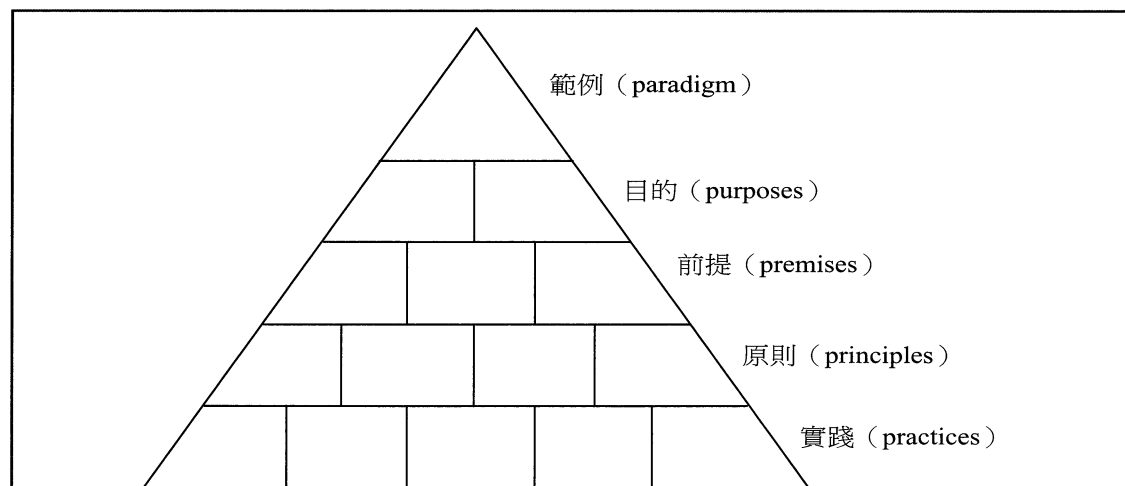 範例（paradigm）
目的（purposes）
前提（premises）
原則（principles）
實踐（practices）